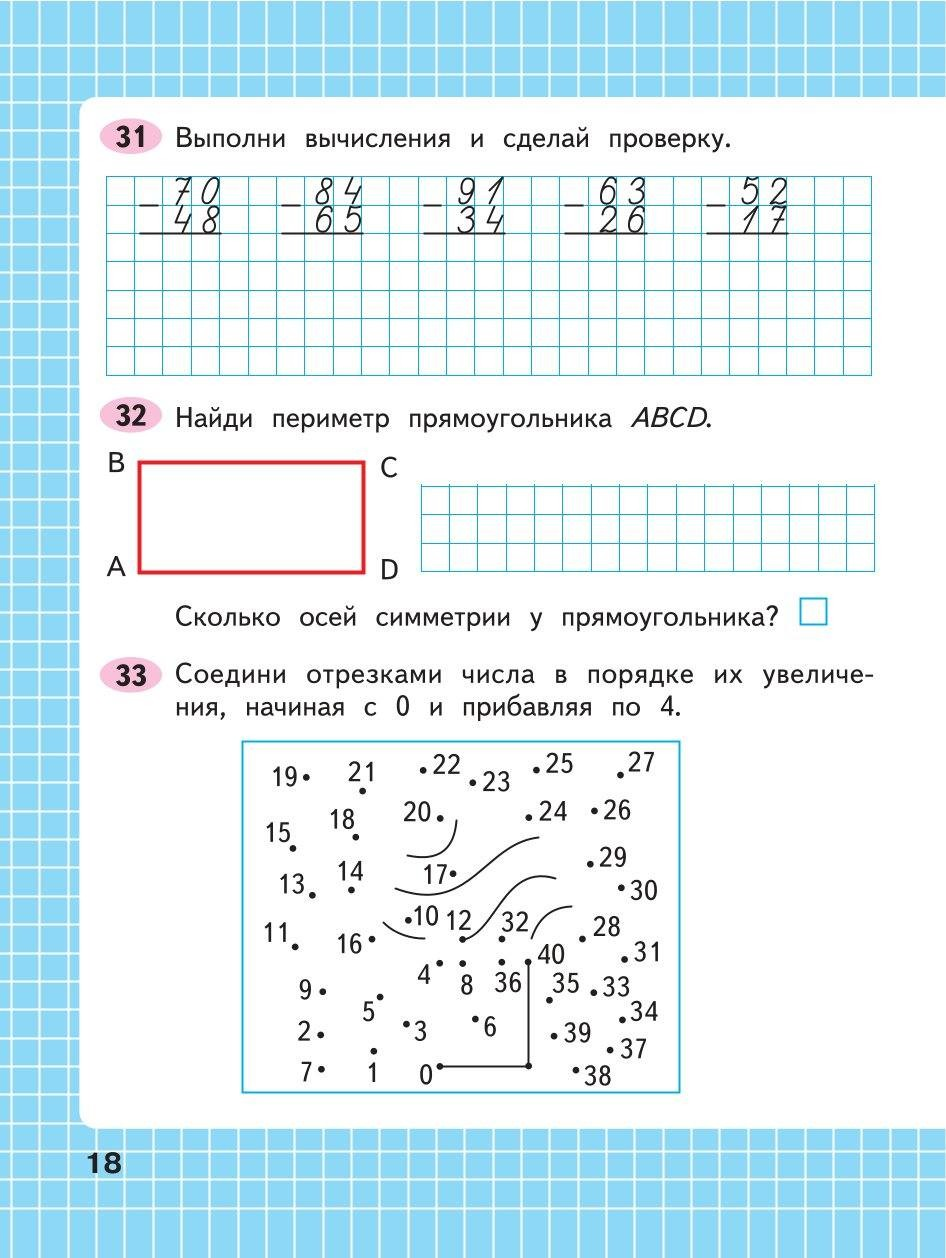 31 Выполни вычисления и сделай проверку.
70 84 91 63 52
− 48 − 65 − 34 − 26 − 17
32 Найди периметр прямоугольника ABCD.
B C
A D
Сколько осей симметрии у прямоугольника?
33 Соедини отрезками числа в порядке их увеличе-
ния, начиная с 0 и прибавляя по 4.
19 21 22 23 25 27
15 18 20 24 26
13 14 17 29 30
11 16 10 12 32 28
4 8 36 40 31
9 5 35 33
2 3 6 39 34
7 1 0 38 37
18